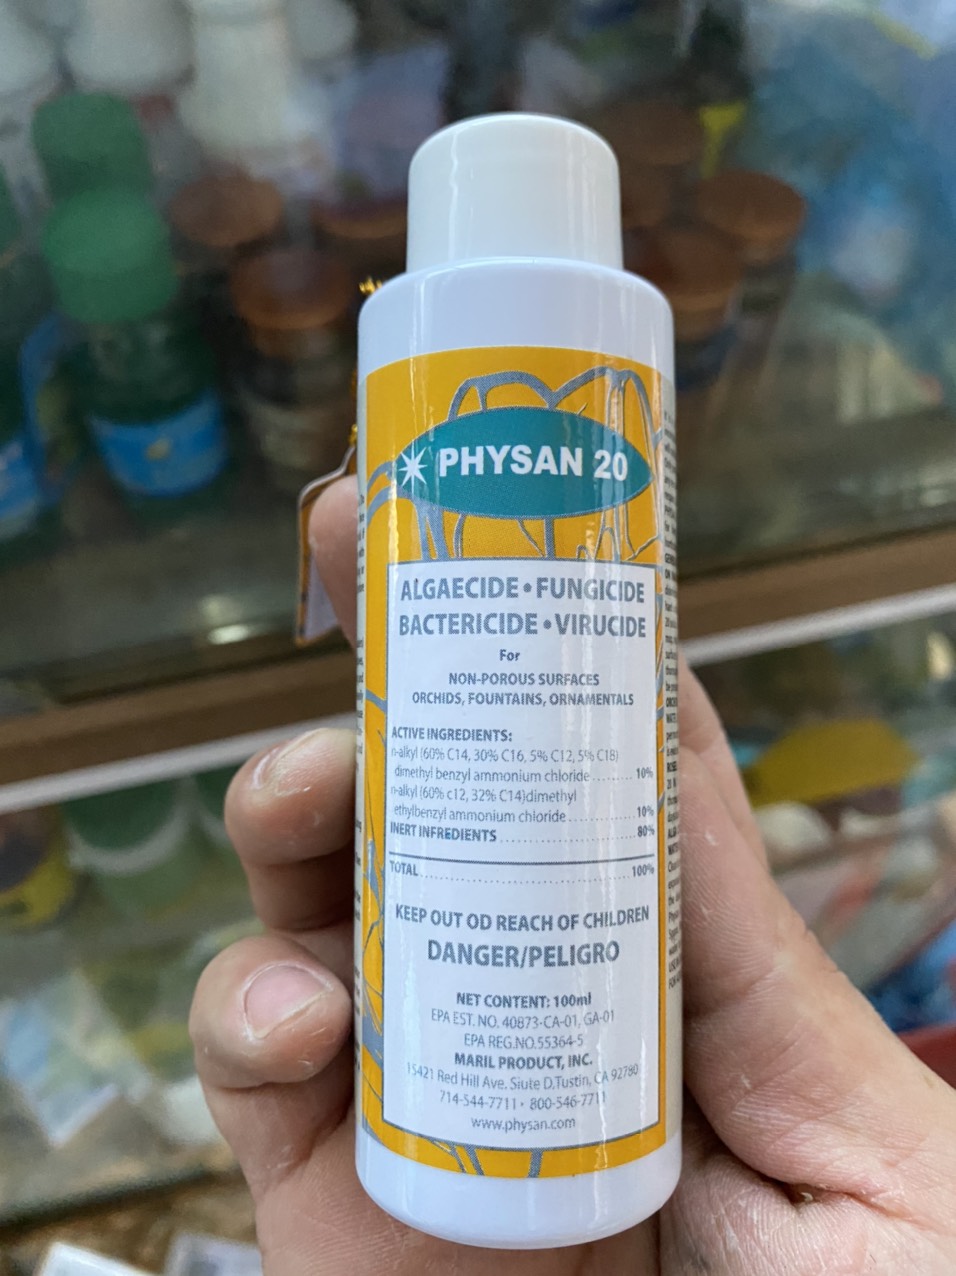 PHYSAN 20
ALGAECIDE • FUNGICIDE
BACTERICIDE • VIRUCIDE
For
NON-POROUS SURFACES
ORCHIDS, FOUNTAINS, ORNAMENTALS
ACTIVE INGREDIENTS:
n-alkyl (60% C14, 30% C16, 5% C12, 5% C18)
dimethyl benzyl ammonium chloride.........10%
n-alkyl (60% c12, 32% C14)dimethyl
ethylbenzyl ammonium chloride..............10%
INERT INFREDIENTS............................80%
TOTAL............................................100%
KEEP OUT OD REACH OF CHILDREN
DANGER/PELIGRO
NET CONTENT: 100ml
EPA EST. NO. 40873-CA-01, GA-01
EPA REG.NO.55364-5
MARIL PRODUCT, INC.
15421 Red Hill Ave. Siute D.Tustin, CA 92780
714-544-7711 • 800-546-7711
www.physan.com